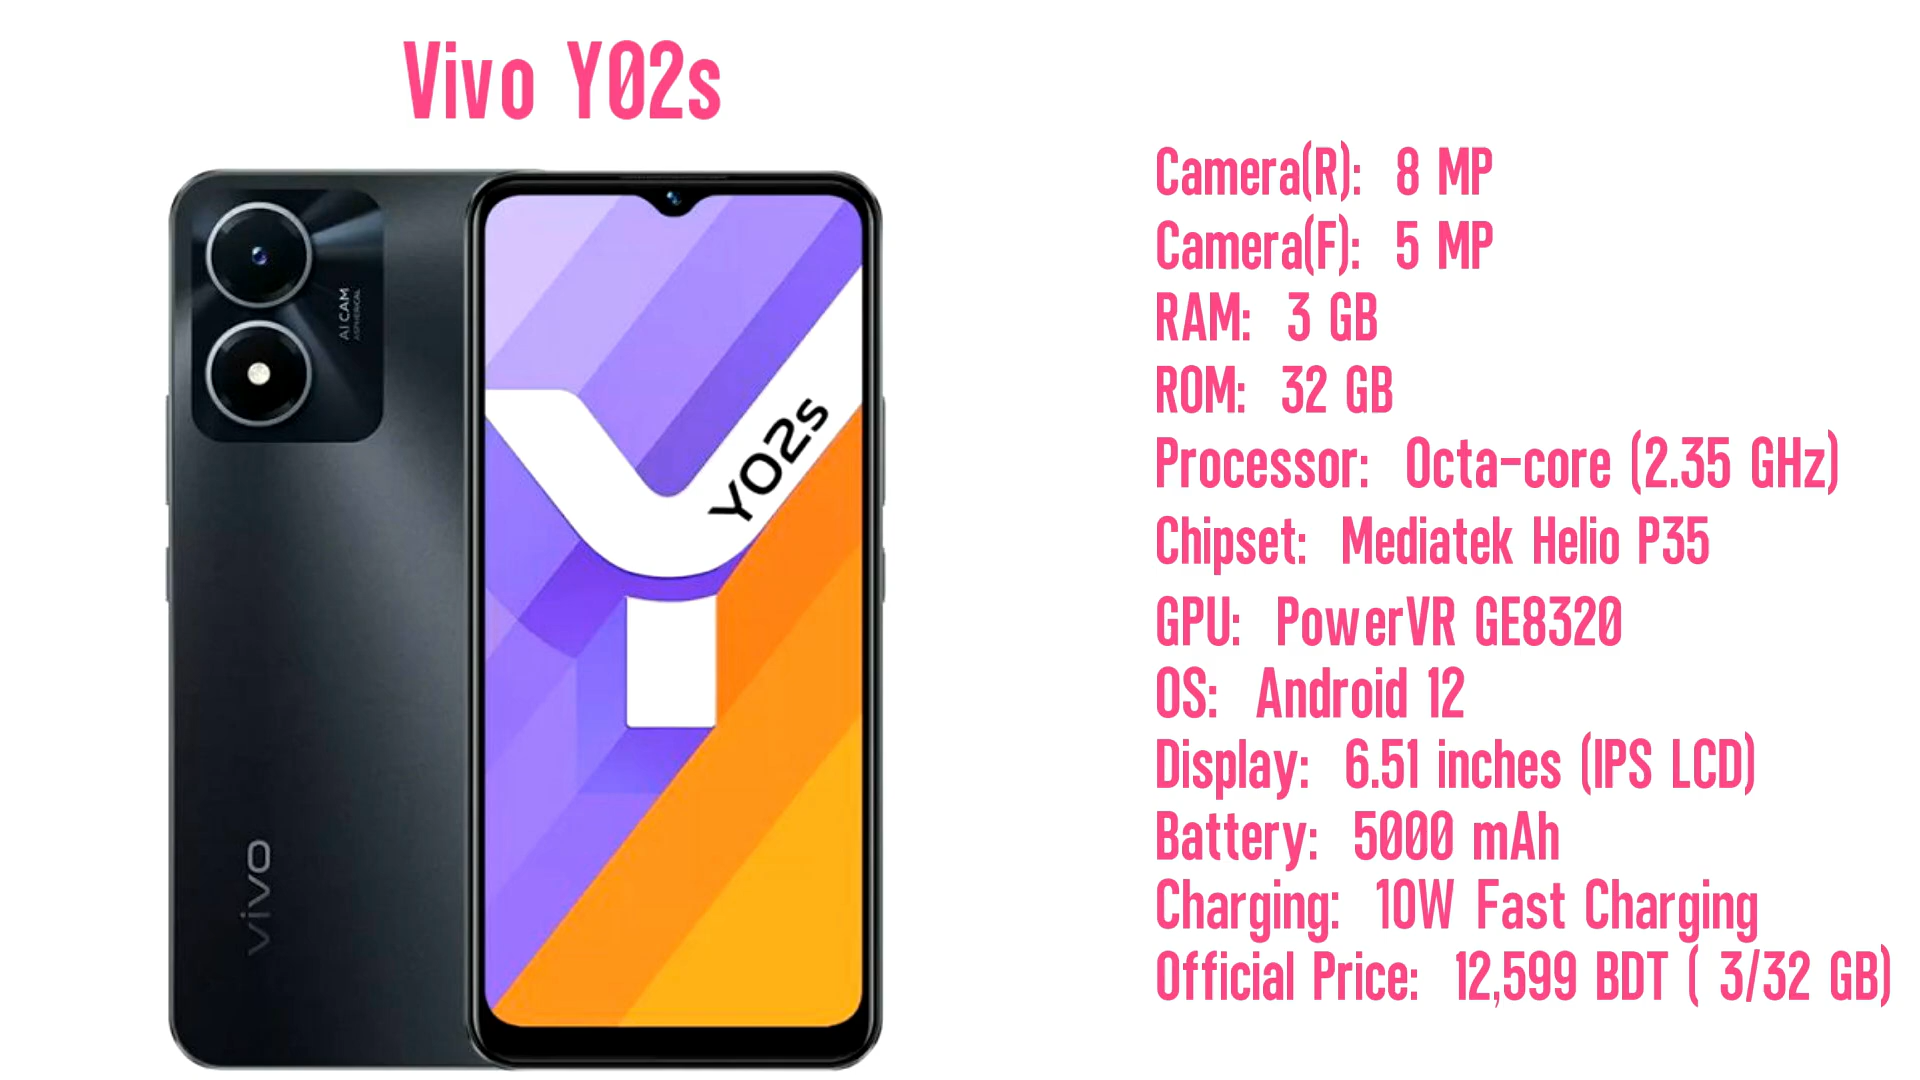 Vivo Y02s
AI CAM
ASPHERICAL
Y02s
vivo
Camera(R): 8 MP
Camera(F): 5 MP
RAM: 3 GB
ROM: 32 GB
Processor: Octa-core (2.35 GHz)
Chipset: Mediatek Helio P35
GPU: PowerVR GE8320
OS: Android 12
Display: 6.51 inches (IPS LCD)
Battery: 5000 mAh
Charging: 10W Fast Charging
Official Price: 12,599 BDT ( 3/32 GB)